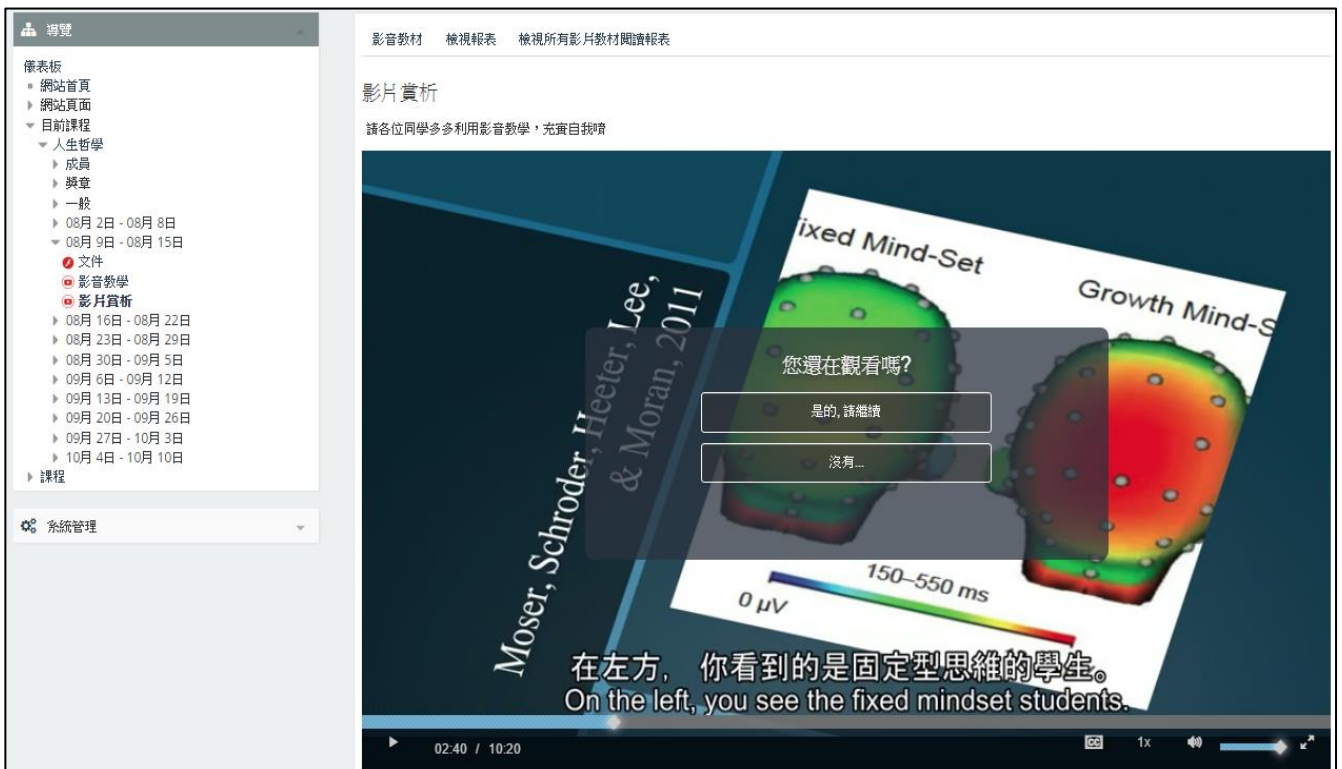 導覽
儀表板
網站首頁
網站頁面
目前課程
人生哲學
成員
獎章
一般
08月 2日 - 08月 8日
08月 9日 - 08月 15日
文件
影音教學
影片賞析
08月 16日 - 08月 22日
08月 23日 - 08月 29日
08月 30日 - 09月 5日
09月 6日 - 09月 12日
09月 13日 - 09月 19日
09月 20日 - 09月 26日
09月 27日 - 10月 3日
10月 4日 - 10月 10日
課程
系統管理
影音教材 檢視報表 檢視所有影片教材閱讀報表
影片賞析
請各位同學多多利用影音教學，充實自我唷
Moser, Schroder, Heeter, Lee,
& Moran, 2011
ixed Mind-Set
Growth Mind-S
您還在觀看嗎?
是的, 請繼續
沒有...
150–550 ms
0 μV
在左方， 你看到的是固定型思維的學生。
On the left, you see the fixed mindset students.
02:40 / 10:20
CC 1x